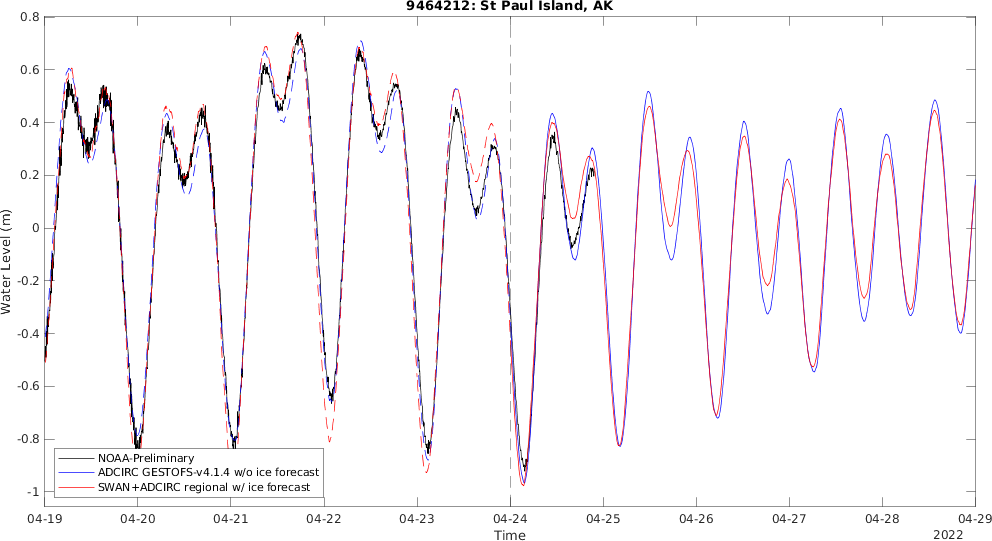 9464212: St Paul Island, AK
0.8
0.6
0.4
0.2
0
-0.2
-0.4
-0.6
-0.8
-1
Water Level (m)
NOAA-Preliminary
ADCIRC GESTOFS-v4.1.4 w/o ice forecast
SWAN+ADCIRC regional w/ ice forecast
04-19 04-20 04-21 04-22 04-23 04-24 04-25 04-26 04-27 04-28 04-29
Time
2022